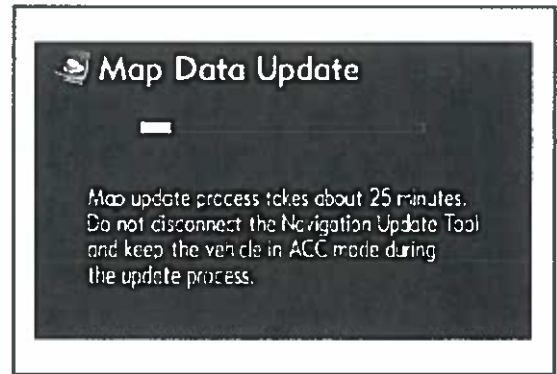 Map Data Update
Map update process takes about 25 minutes.
Do not disconnect the Navigation Update Tool
and keep the vehicle in ACC mode during
the update process.